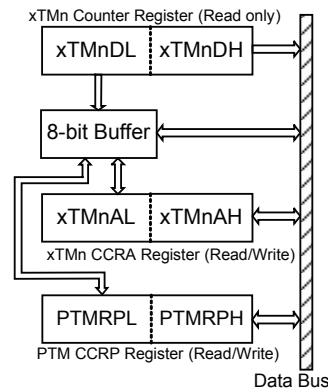 xTMn Counter Register (Read only)
xTMnDL xTMnDH
8-bit Buffer
xTMnAL xTMnAH
xTMn CCRA Register (Read/Write)
PTMRPL PTMRPH
PTM CCRP Register (Read/Write)
Data Bus